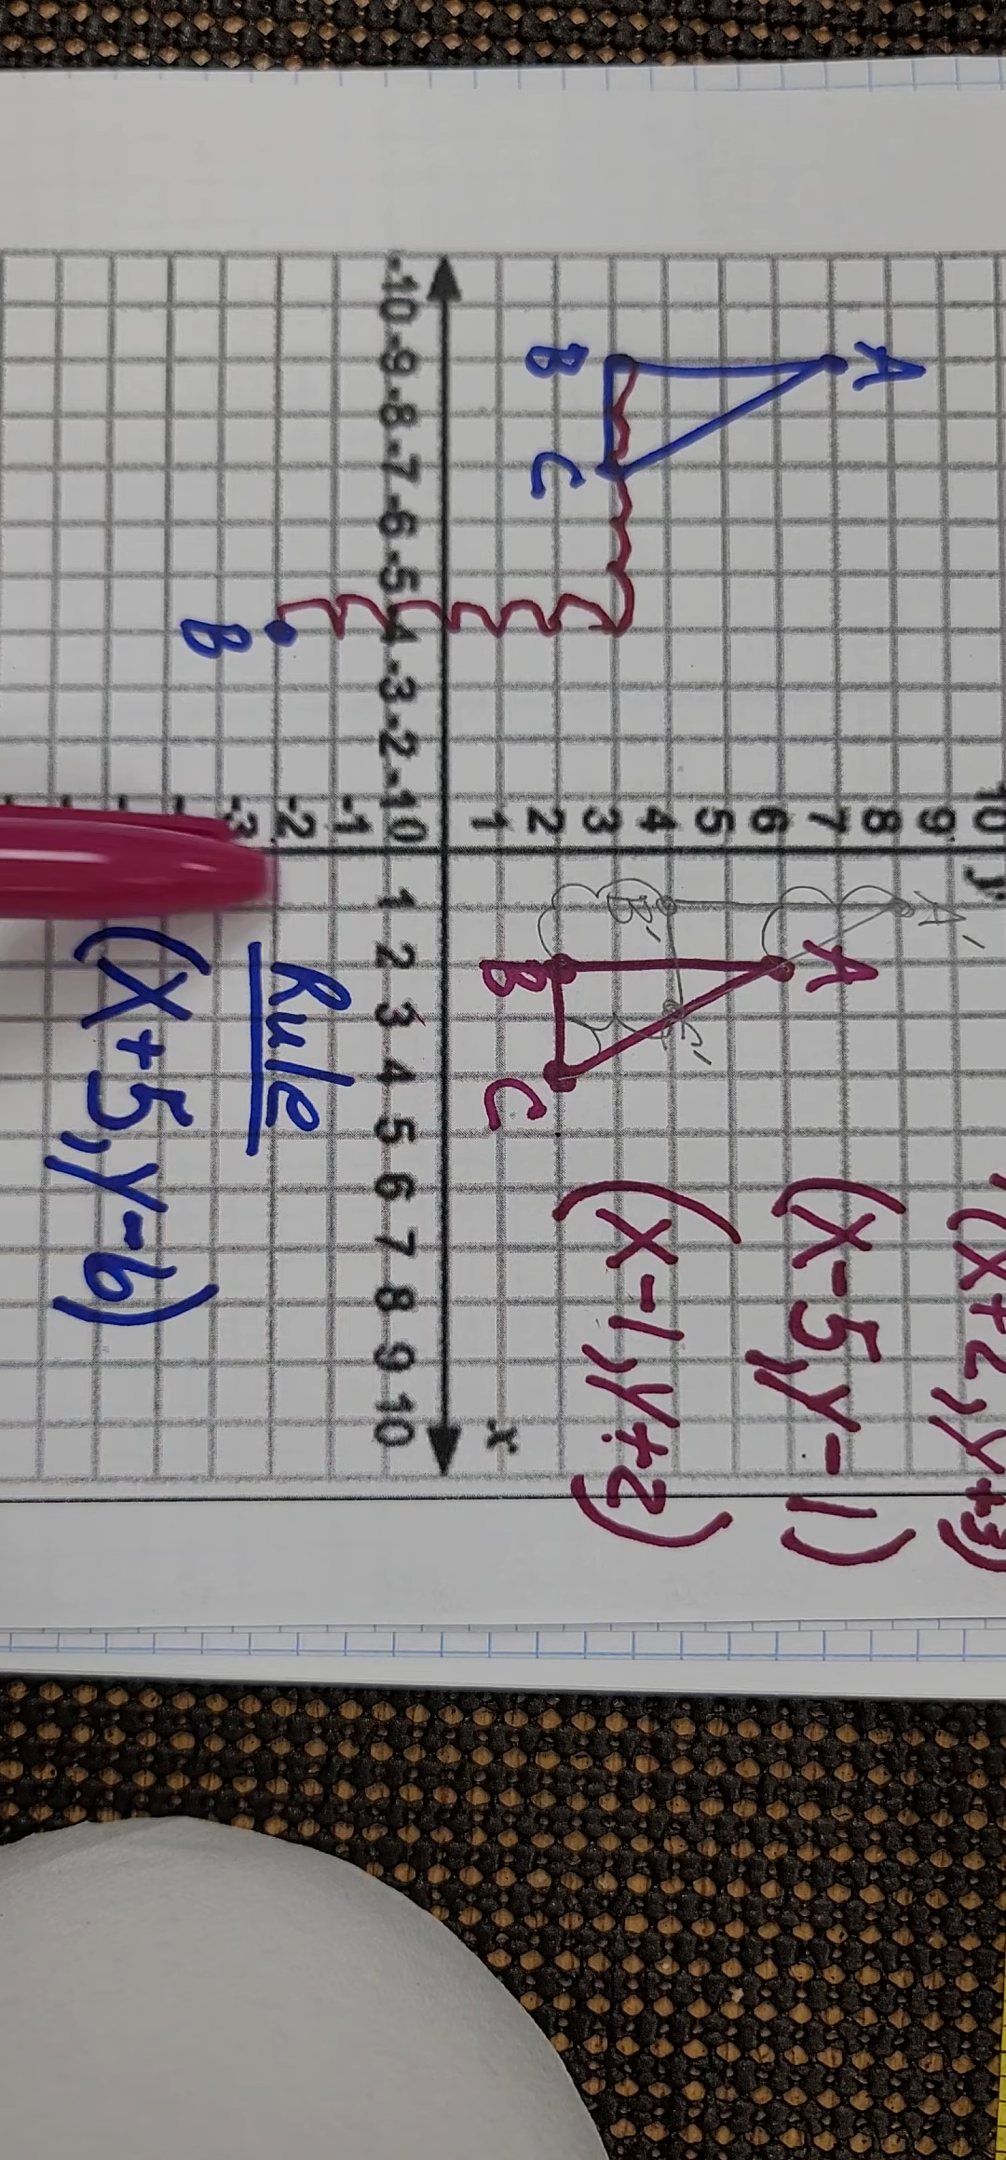 10 y (x+2,y+3)
9 A'
A 8
7 A (x-5,y-1)
6
5
4 C'
3 B' (x-1,y+2)
B C 2
1 B C x
-10 -9 -8 -7 -6 -5 -4 -3 -2 -1 0 1 2 3 4 5 6 7 8 9 10
-1
-2 Rule
B -3
(x+5,y-6)